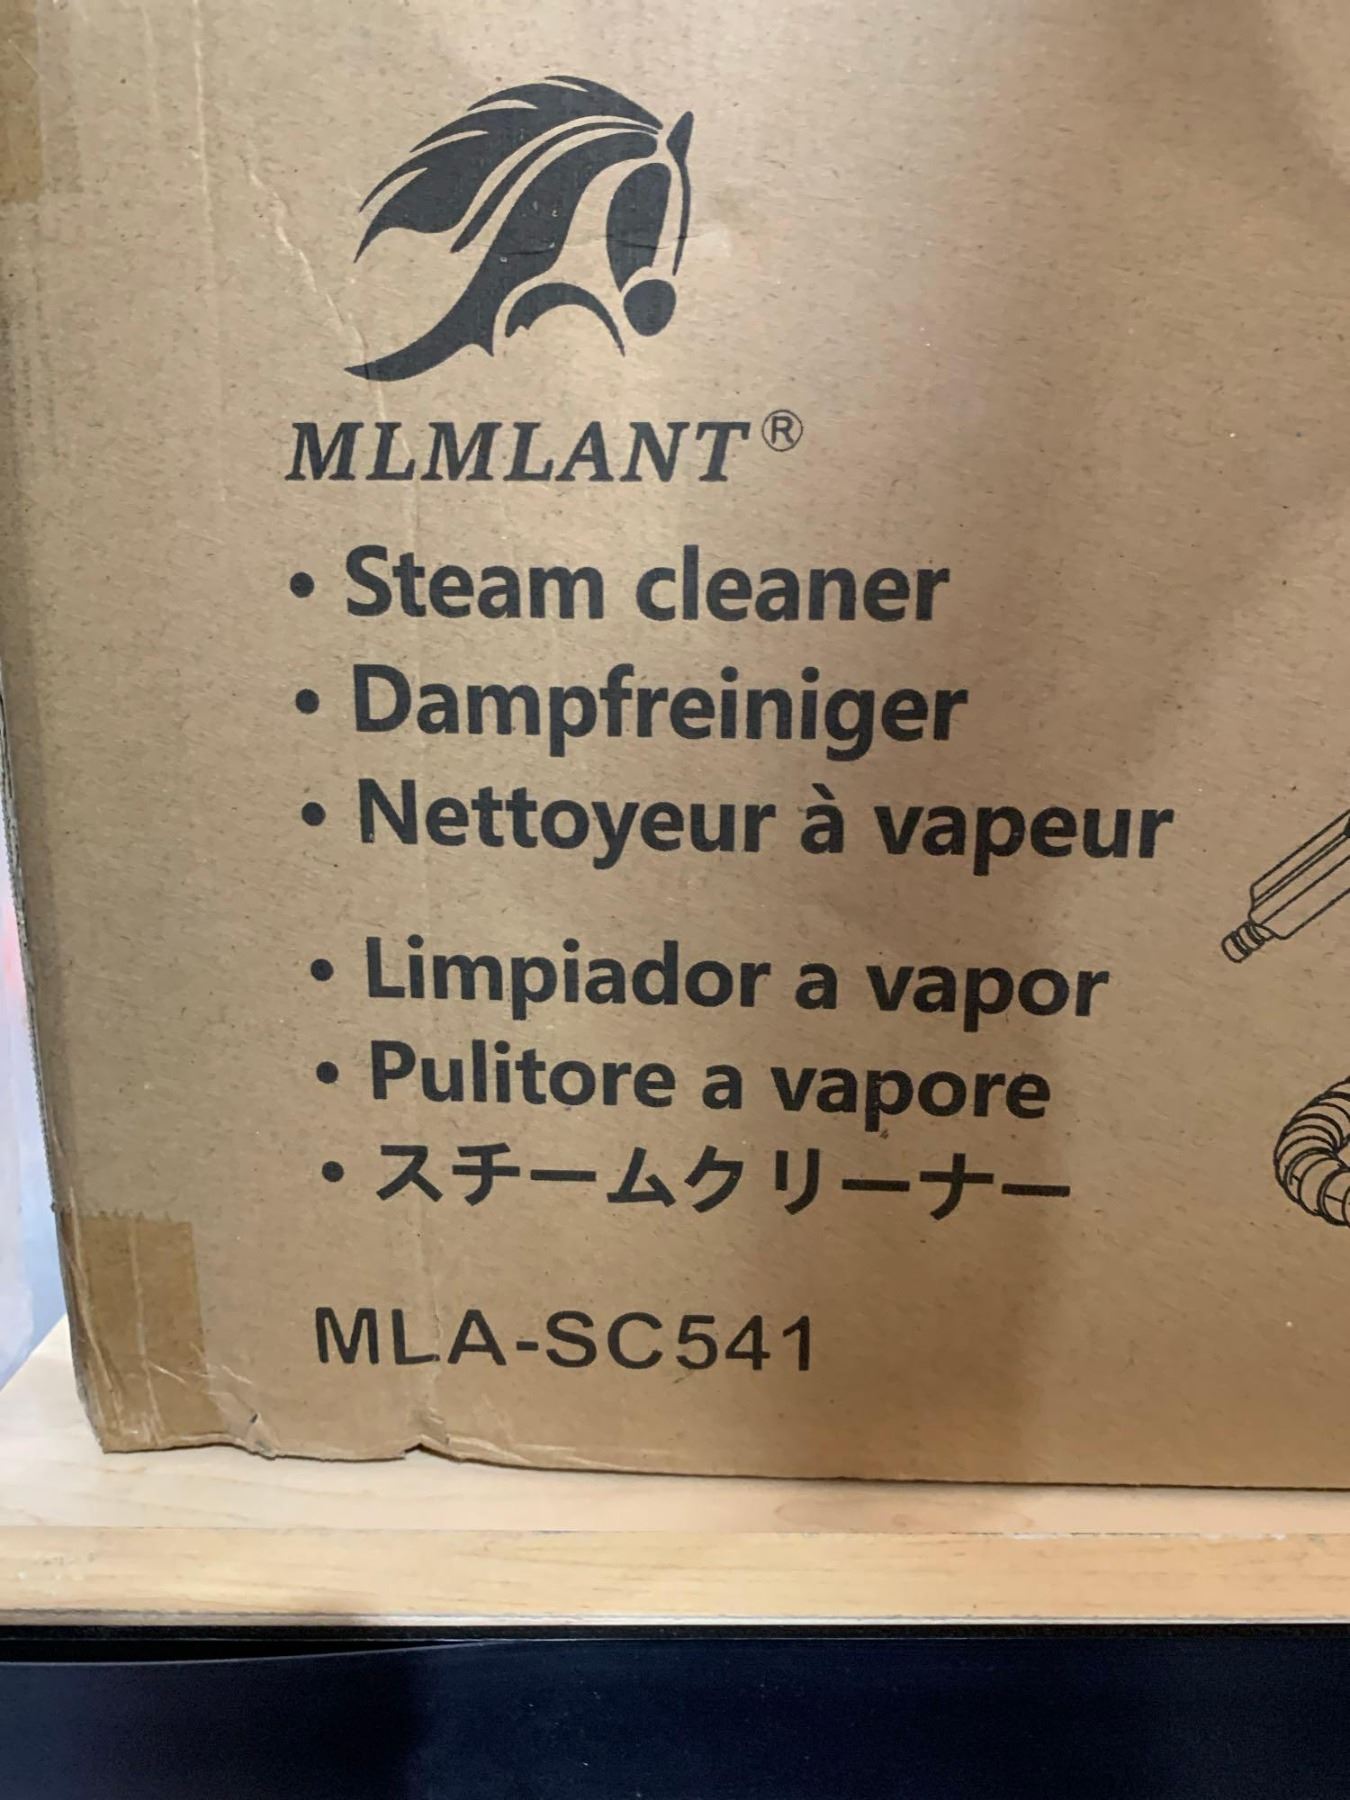 MLMLANT®
• Steam cleaner
• Dampfreiniger
• Nettoyeur à vapeur
• Limpiador a vapor
• Pulitore a vapore
• スチームクリーナー
MLA-SC541